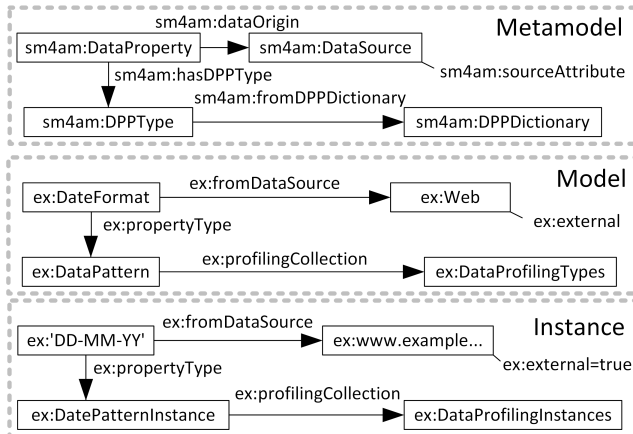 Metamodel
sm4am:dataOrigin
sm4am:DataProperty
sm4am:DataSource
sm4am:hasDPPType
sm4am:sourceAttribute
sm4am:fromDPPDictionary
sm4am:DPPType
sm4am:DPPDictionary
Model
ex:fromDataSource
ex:DateFormat
ex:Web
ex:propertyType
ex:external
ex:profilingCollection
ex:DataPattern
ex:DataProfilingTypes
Instance
ex:fromDataSource
ex:'DD-MM-YY'
ex:www.example...
ex:propertyType
ex:external=true
ex:profilingCollection
ex:DatePatternInstance
ex:DataProfilingInstances